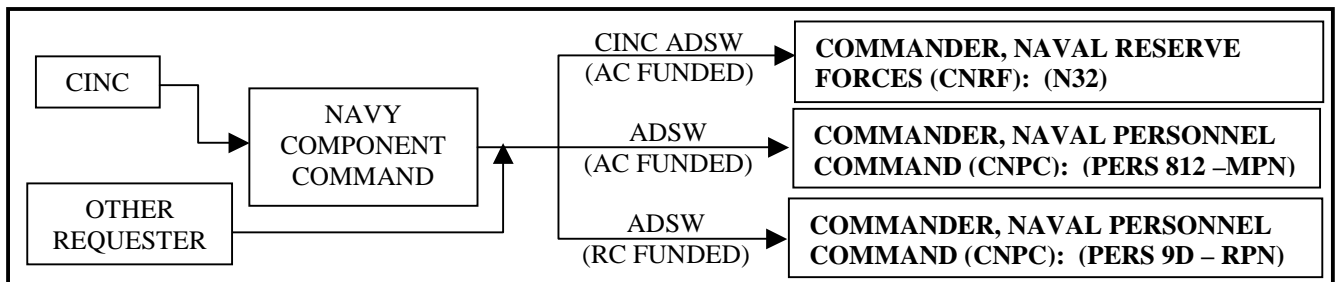 CINC
OTHER
REQUESTER
NAVY
COMPONENT
COMMAND
CINC ADSW
(AC FUNDED)
COMMANDER, NAVAL RESERVE
FORCES (CNRF): (N32)
ADSW
(AC FUNDED)
COMMANDER, NAVAL PERSONNEL
COMMAND (CNPC): (PERS 812 –MPN)
ADSW
(RC FUNDED)
COMMANDER, NAVAL PERSONNEL
COMMAND (CNPC): (PERS 9D – RPN)